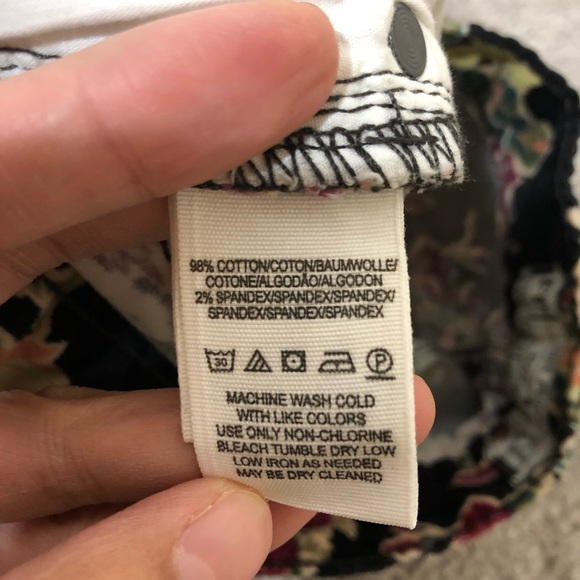 98% COTTON/COTON/BAUMWOLLE/
COTONE/ALGODÃO/ALGODON
2% SPANDEX/SPANDEX/SPANDEX/
SPANDEX/SPANDEX/SPANDEX
30 P
MACHINE WASH COLD
WITH LIKE COLORS
USE ONLY NON-CHLORINE
BLEACH TUMBLE DRY LOW
LOW IRON AS NEEDED
MAY BE DRY CLEANED